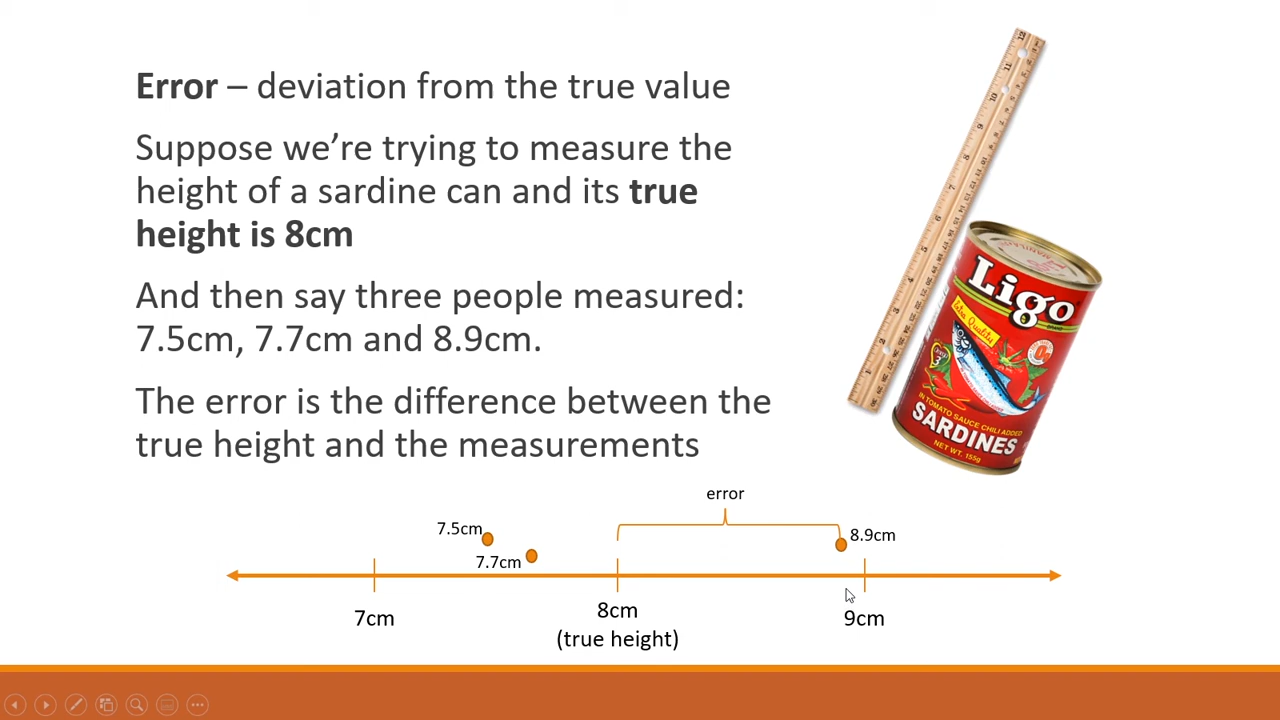 Error – deviation from the true value
Suppose we’re trying to measure the
height of a sardine can and its true
height is 8cm
And then say three people measured:
7.5cm, 7.7cm and 8.9cm.
The error is the difference between the
true height and the measurements
Ligo
BRAND
Extra Quality
IN TOMATO SAUCE CHILI ADDED
SARDINES
NET WT. 155g
error
7.5cm
8.9cm
7.7cm
7cm
8cm
9cm
(true height)